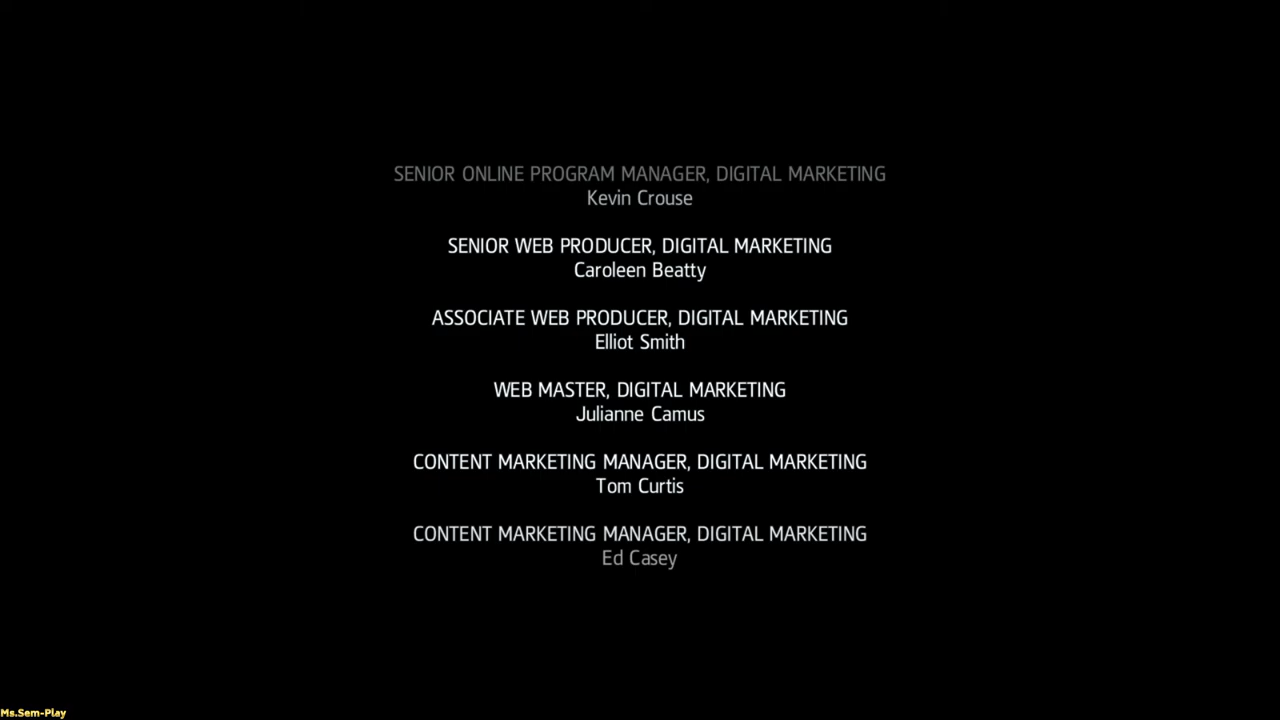 SENIOR ONLINE PROGRAM MANAGER, DIGITAL MARKETING
Kevin Crouse
SENIOR WEB PRODUCER, DIGITAL MARKETING
Caroleen Beatty
ASSOCIATE WEB PRODUCER, DIGITAL MARKETING
Elliot Smith
WEB MASTER, DIGITAL MARKETING
Julianne Camus
CONTENT MARKETING MANAGER, DIGITAL MARKETING
Tom Curtis
CONTENT MARKETING MANAGER, DIGITAL MARKETING
Ed Casey
Ms.Sem-Play